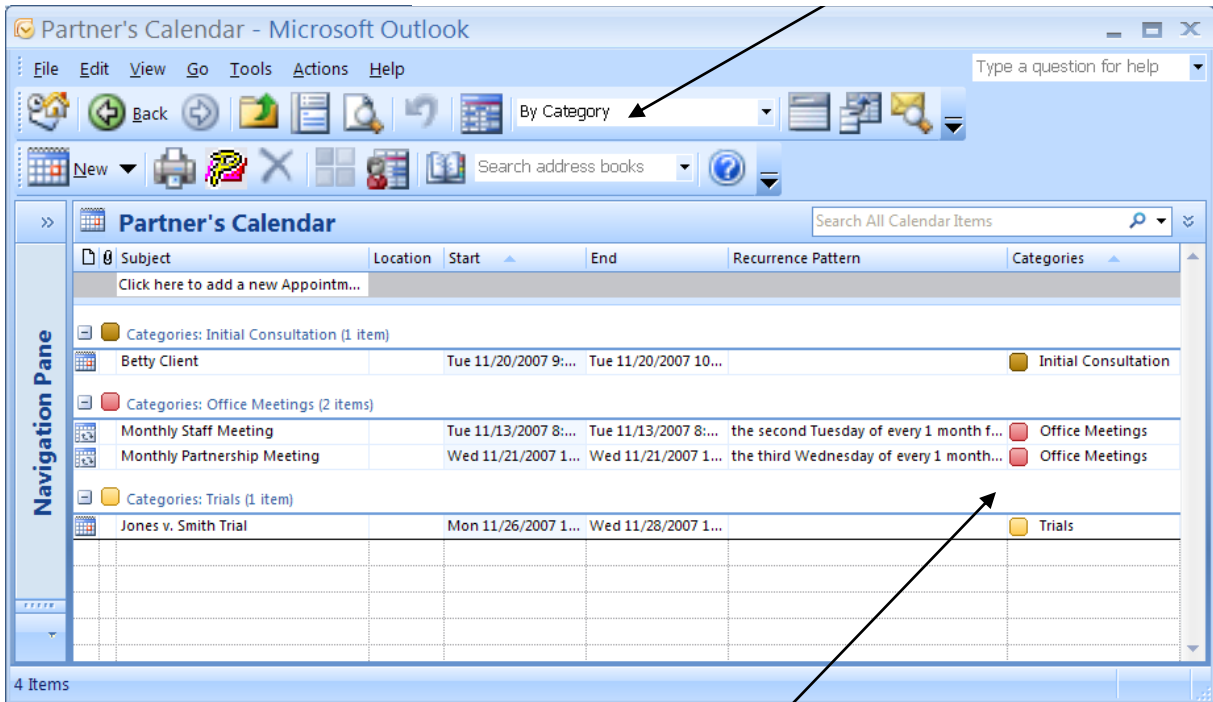 Partner's Calendar - Microsoft Outlook
File Edit View Go Tools Actions Help Type a question for help
Back By Category
New Search address books
Partner's Calendar Search All Calendar Items
Subject Location Start End Recurrence Pattern Categories
Click here to add a new Appointm...
Categories: Initial Consultation (1 item)
Betty Client Tue 11/20/2007 9:... Tue 11/20/2007 10... Initial Consultation
Categories: Office Meetings (2 items)
Monthly Staff Meeting Tue 11/13/2007 8:... Tue 11/13/2007 8:... the second Tuesday of every 1 month f... Office Meetings
Monthly Partnership Meeting Wed 11/21/2007 1... Wed 11/21/2007 1... the third Wednesday of every 1 month... Office Meetings
Categories: Trials (1 item)
Jones v. Smith Trial Mon 11/26/2007 1... Wed 11/28/2007 1... Trials
Navigation Pane
4 Items